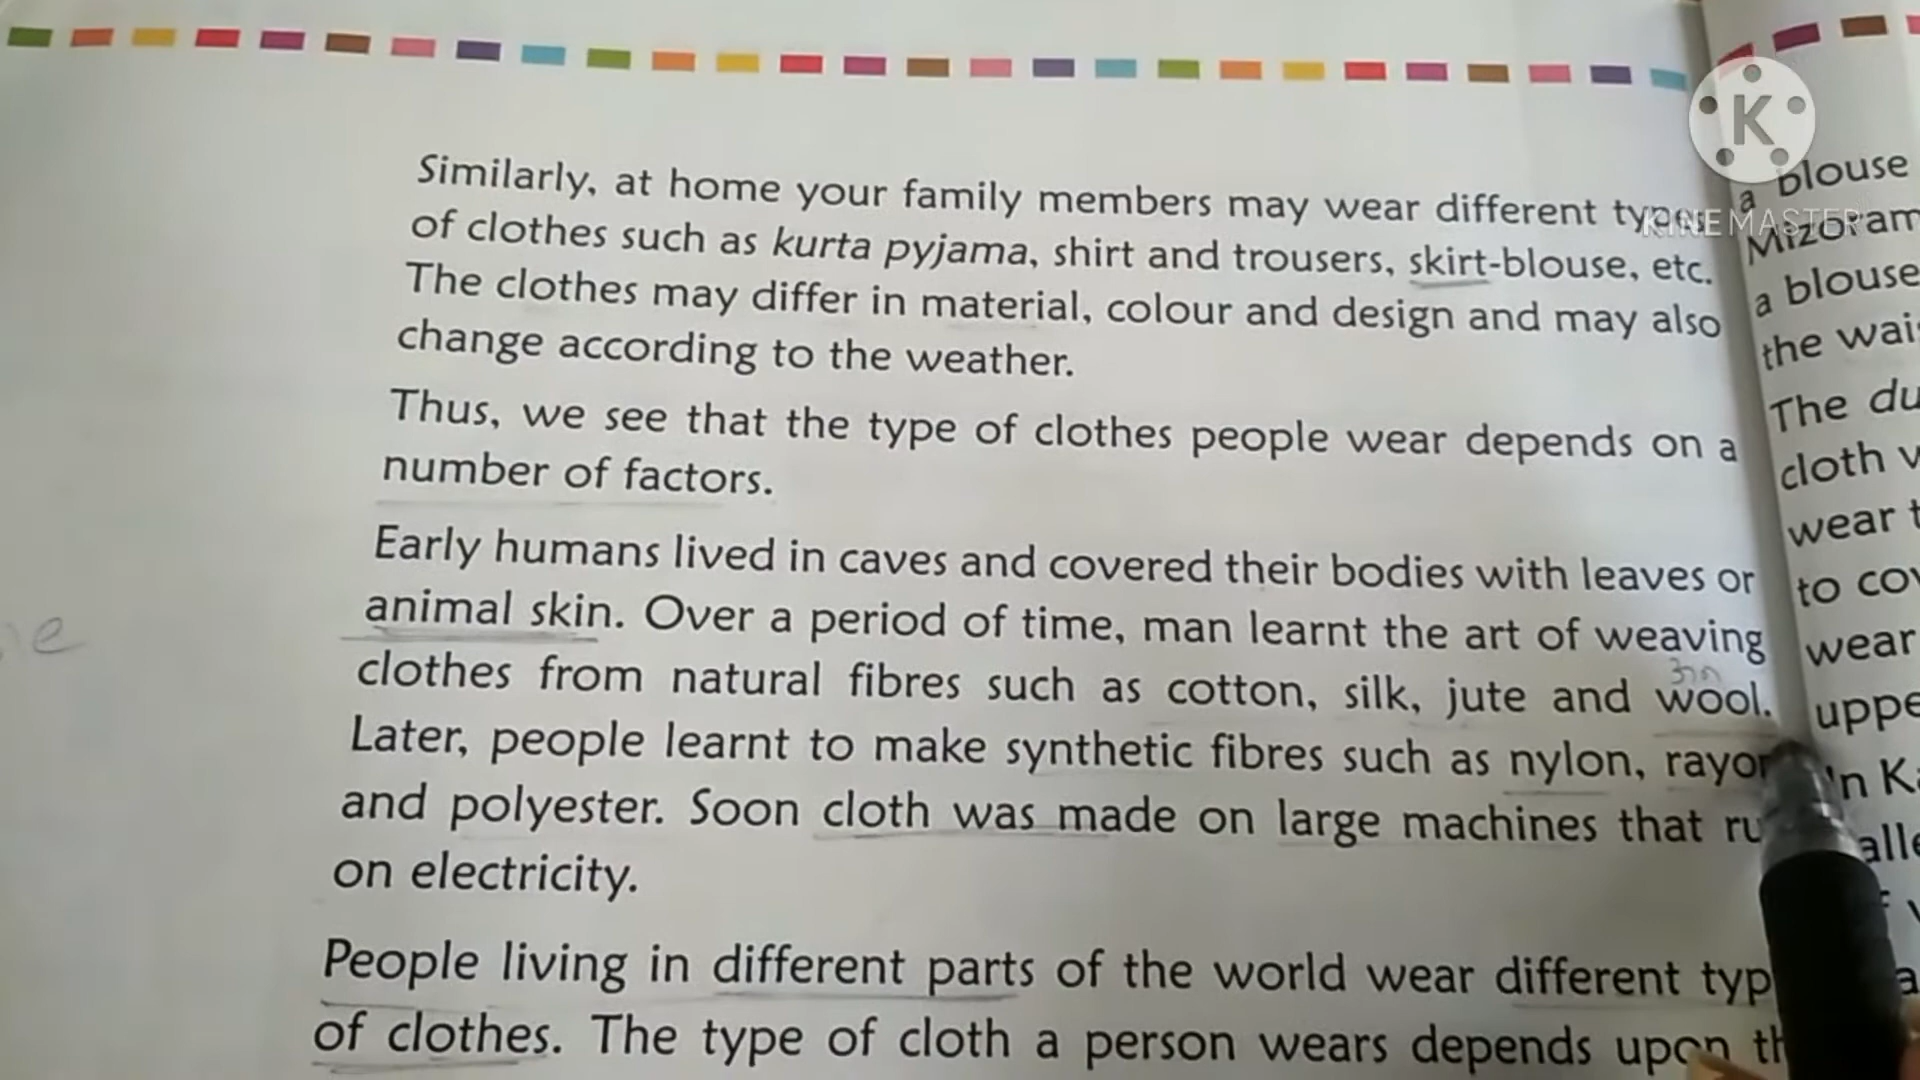 Similarly, at home your family members may wear different types
of clothes such as kurta pyjama, shirt and trousers, skirt-blouse, etc.
The clothes may differ in material, colour and design and may also
change according to the weather.
Thus, we see that the type of clothes people wear depends on a
number of factors.
Early humans lived in caves and covered their bodies with leaves or
animal skin. Over a period of time, man learnt the art of weaving
clothes from natural fibres such as cotton, silk, jute and wool.
Later, people learnt to make synthetic fibres such as nylon, rayon
and polyester. Soon cloth was made on large machines that
on electricity.
People living in different parts of the world wear different
of clothes. The type of cloth a person wears depends upon
K
KINEMASTER
a blouse
Mizoram
a blouse
the
The
cloth
wear
to
wear